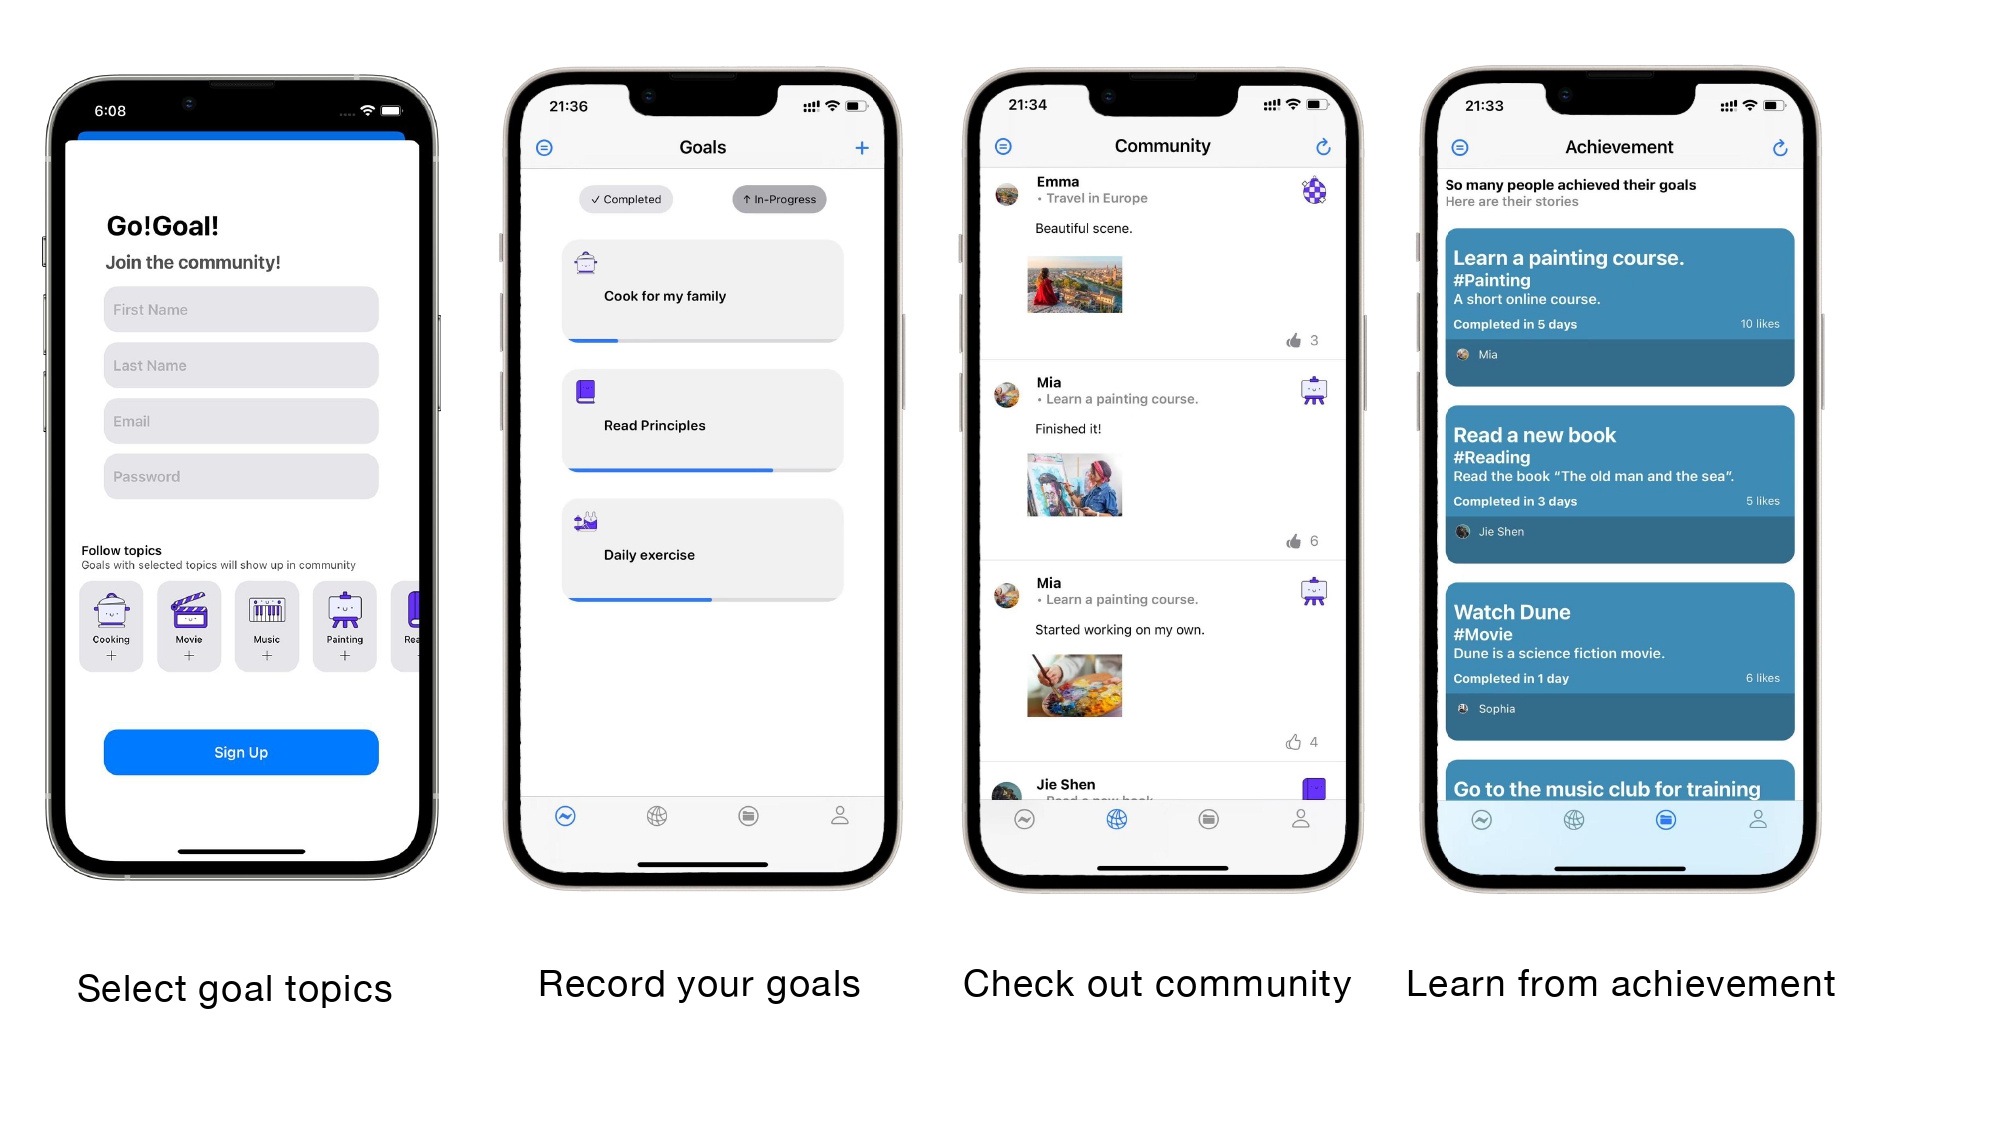 6:08
Go!Goal!
Join the community!
First Name
Last Name
Email
Password
Follow topics
Goals with selected topics will show up in community
Cooking
+
Movie
+
Music
+
Painting
+
Sign Up
Select goal topics
21:36
Goals
+
✓ Completed
↑ In-Progress
Cook for my family
Read Principles
Daily exercise
Record your goals
21:34
Community
Emma
• Travel in Europe
Beautiful scene.
3
Mia
• Learn a painting course.
Finished it!
6
Mia
• Learn a painting course.
Started working on my own.
4
Jie Shen
Check out community
21:33
Achievement
So many people achieved their goals
Here are their stories
Learn a painting course.
#Painting
A short online course.
Completed in 5 days 10 likes
Mia
Read a new book
#Reading
Read the book “The old man and the sea”.
Completed in 3 days 5 likes
Jie Shen
Watch Dune
#Movie
Dune is a science fiction movie.
Completed in 1 day 6 likes
Sophia
Go to the music club for training
Learn from achievement